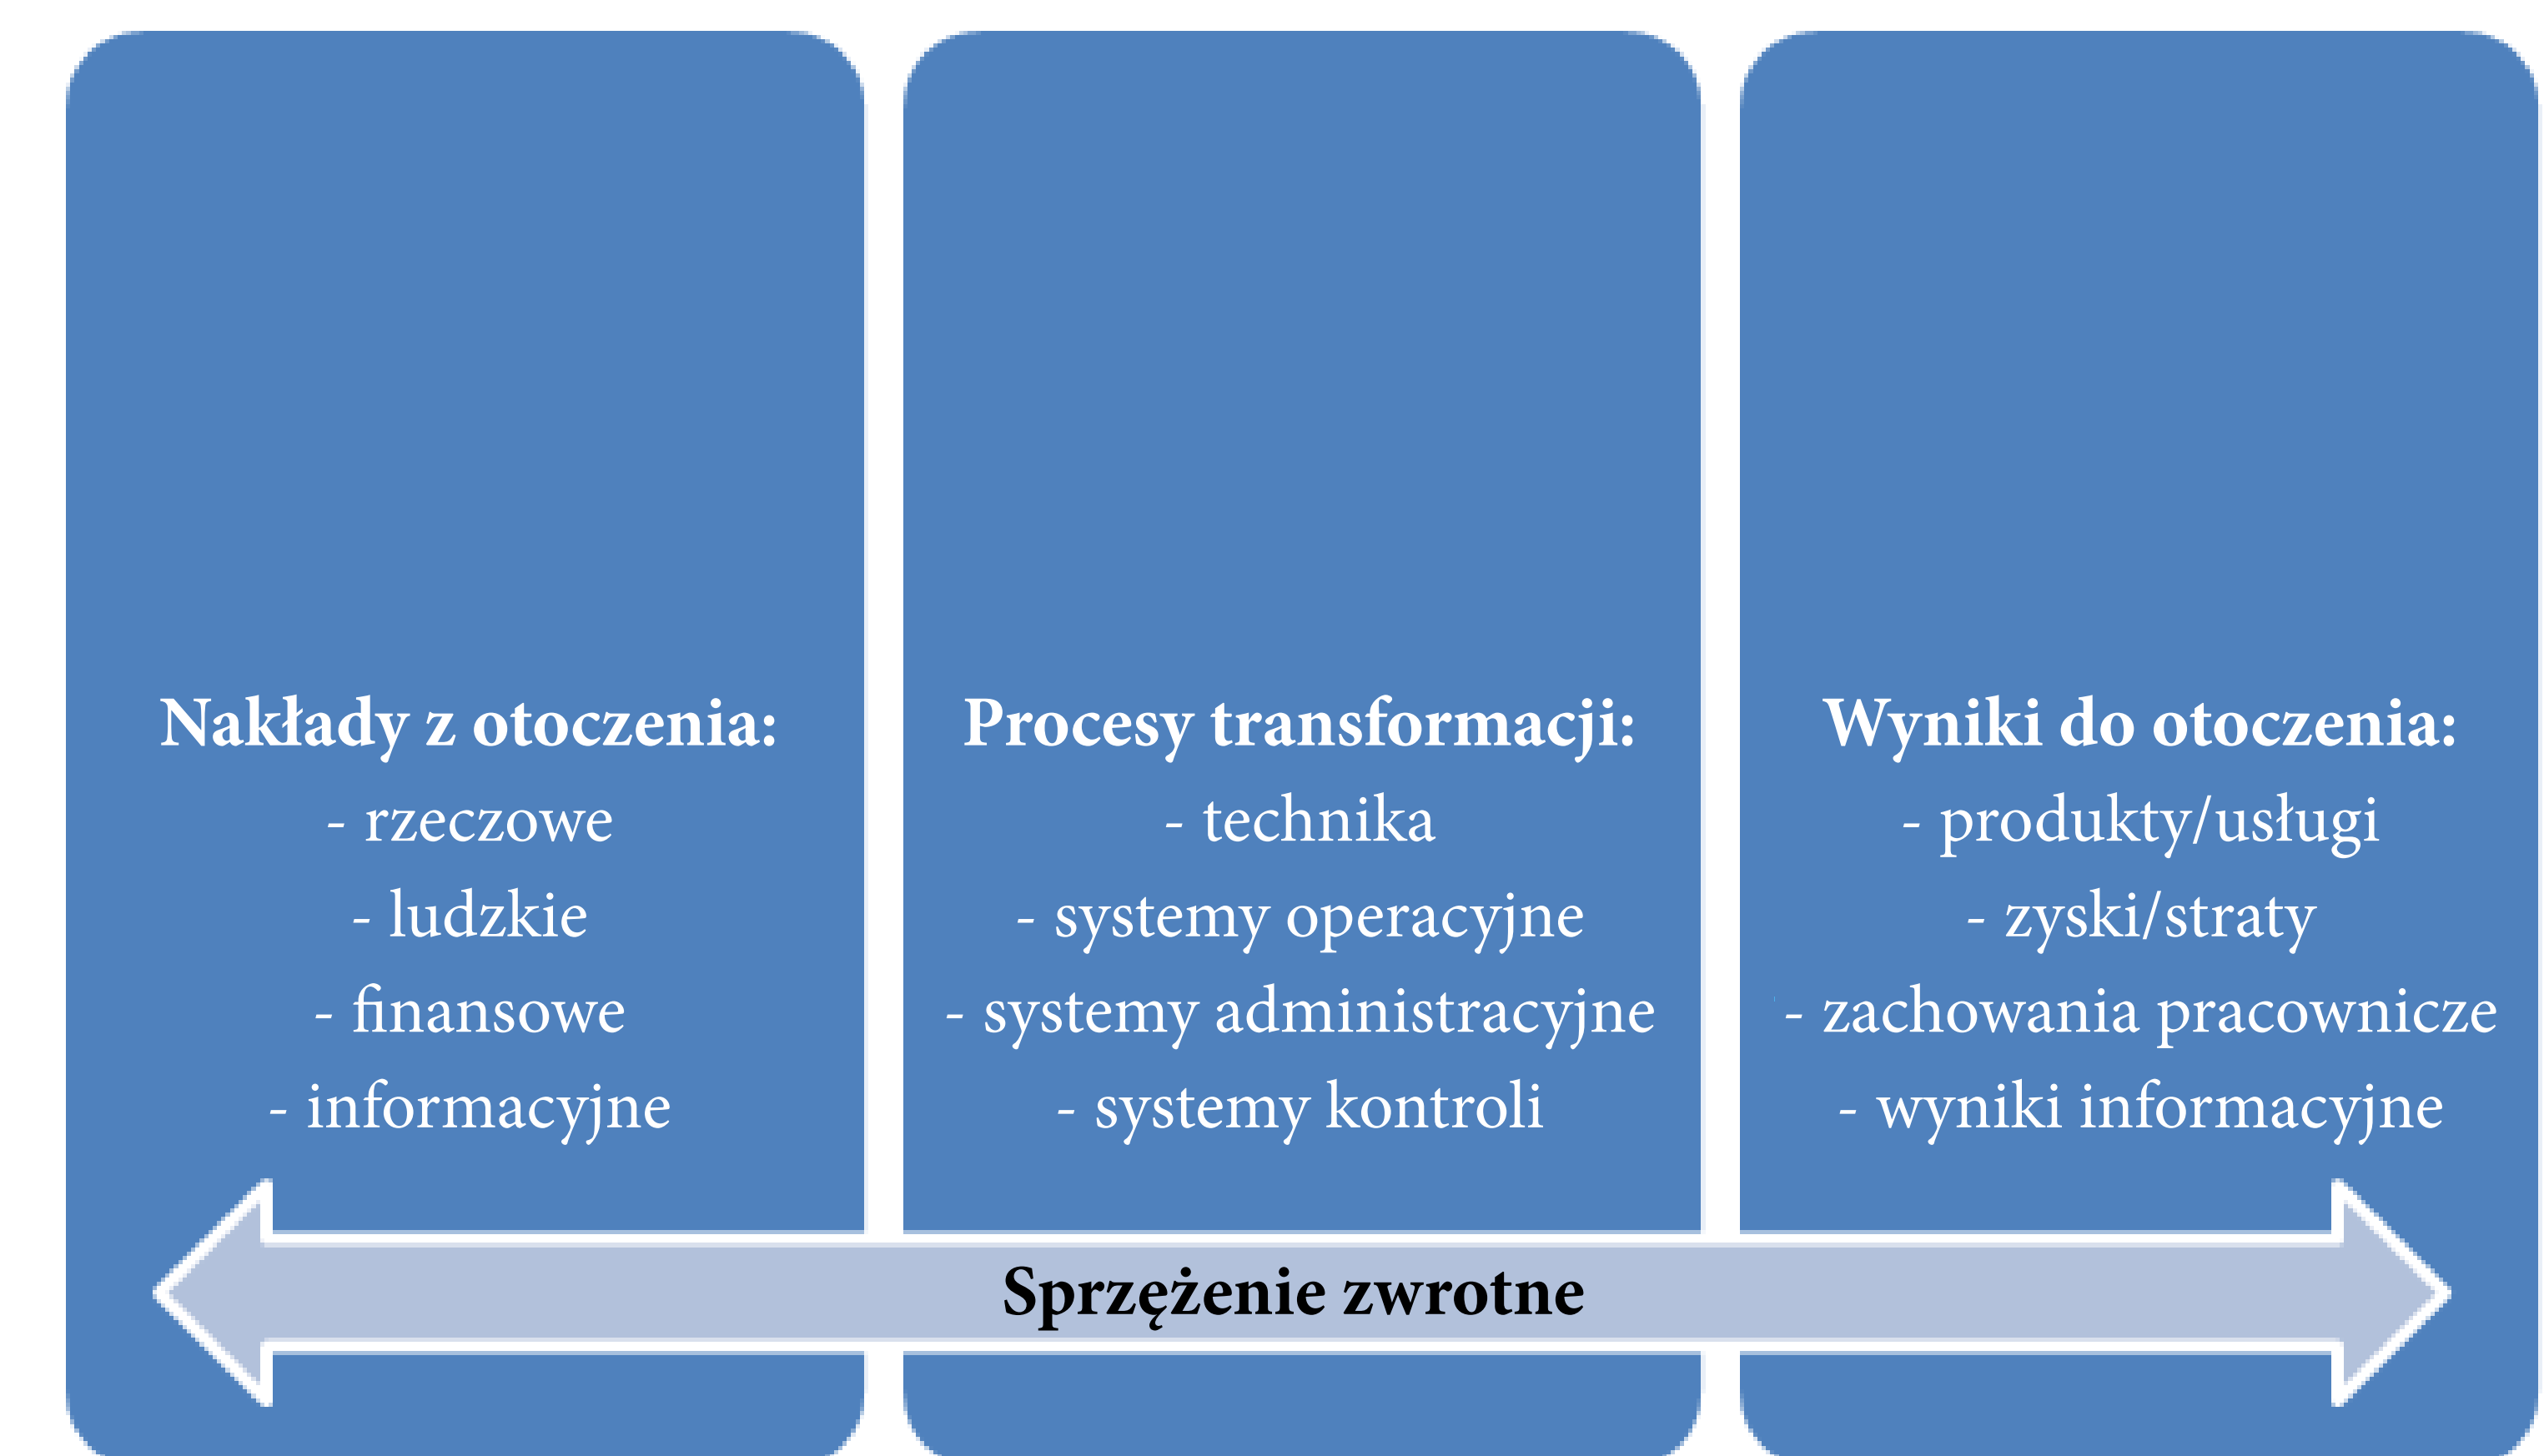 Nakłady z otoczenia:
- rzeczowe
- ludzkie
- finansowe
- informacyjne
Procesy transformacji:
- technika
- systemy operacyjne
- systemy administracyjne
- systemy kontroli
Wyniki do otoczenia:
- produkty/usługi
- zyski/straty
- zachowania pracownicze
- wyniki informacyjne
Sprzężenie zwrotne